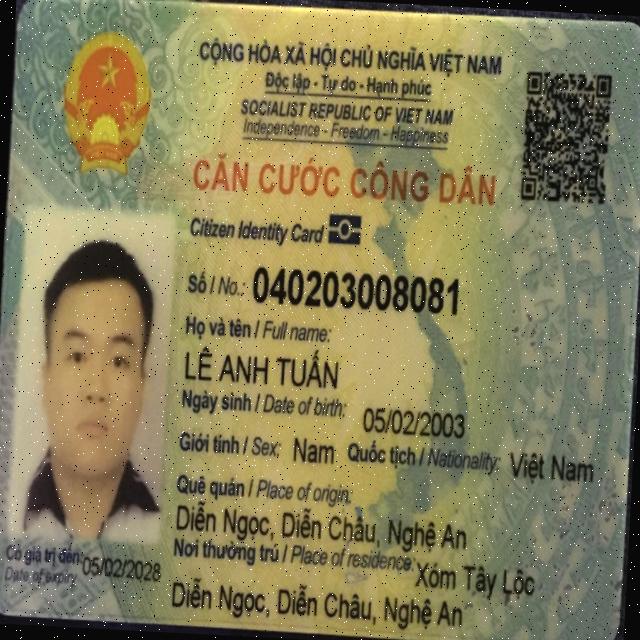 CỘNG HÒA XÃ HỘI CHỦ NGHĨA VIỆT NAM
Độc lập - Tự do - Hạnh phúc
SOCIALIST REPUBLIC OF VIET NAM
Independence - Freedom - Happiness
CĂN CƯỚC CÔNG DÂN
Citizen Identity Card
Số / No.: 040203008081
Họ và tên / Full name:
LÊ ANH TUẤN
Ngày sinh / Date of birth: 05/02/2003
Giới tính / Sex: Nam Quốc tịch / Nationality: Việt Nam
Quê quán / Place of origin:
Diễn Ngọc, Diễn Châu, Nghệ An
Nơi thường trú / Place of residence: Xóm Tây Lộc
Diễn Ngọc, Diễn Châu, Nghệ An
Có giá trị đến: 05/02/2028
Date of expiry